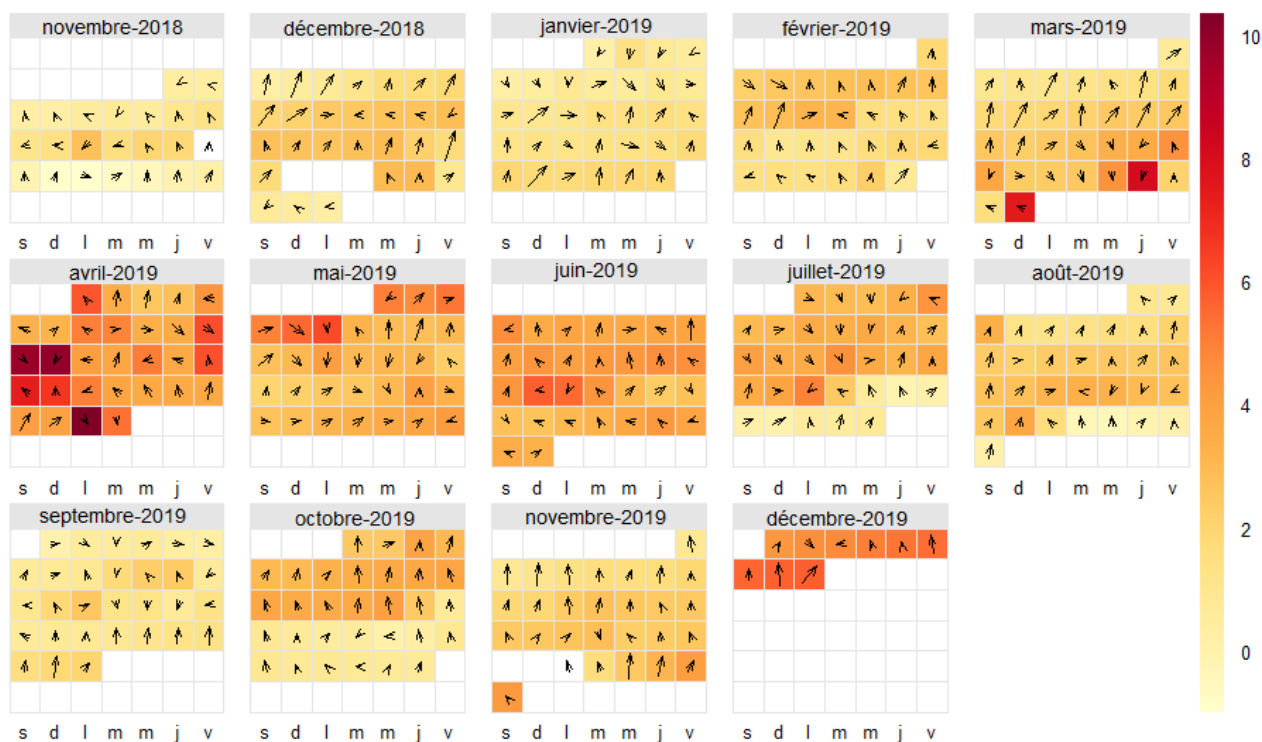 novembre-2018 décembre-2018 janvier-2019 février-2019 mars-2019
10
8
s d l m m j v s d l m m j v s d l m m j v s d l m m j v s d l m m j v
avril-2019 mai-2019 juin-2019 juillet-2019 août-2019
6
4
s d l m m j v s d l m m j v s d l m m j v s d l m m j v s d l m m j v
septembre-2019 octobre-2019 novembre-2019 décembre-2019
2
0
s d l m m j v s d l m m j v s d l m m j v s d l m m j v